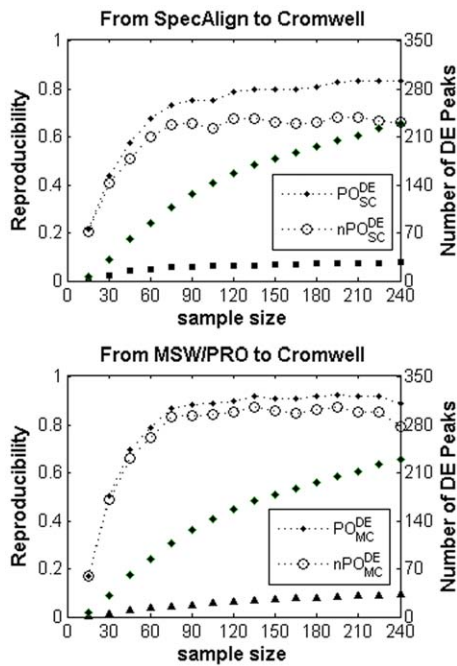 From SpecAlign to Cromwell
1 350
0.8 280
0.6 210
0.4 140
0.2 70
0 0
Reproducibility
Number of DE Peaks
PO^DE_SC
nPO^DE_SC
0 30 60 90 120 150 180 210 240
sample size
From MSW/PRO to Cromwell
1 350
0.8 280
0.6 210
0.4 140
0.2 70
0 0
Reproducibility
Number of DE Peaks
PO^DE_MC
nPO^DE_MC
0 30 60 90 120 150 180 210 240
sample size